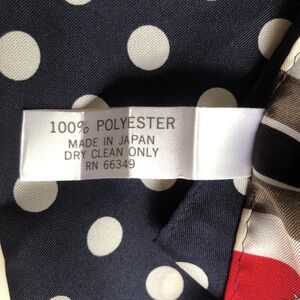 100% POLYESTER
MADE IN JAPAN
DRY CLEAN ONLY
RN 66349